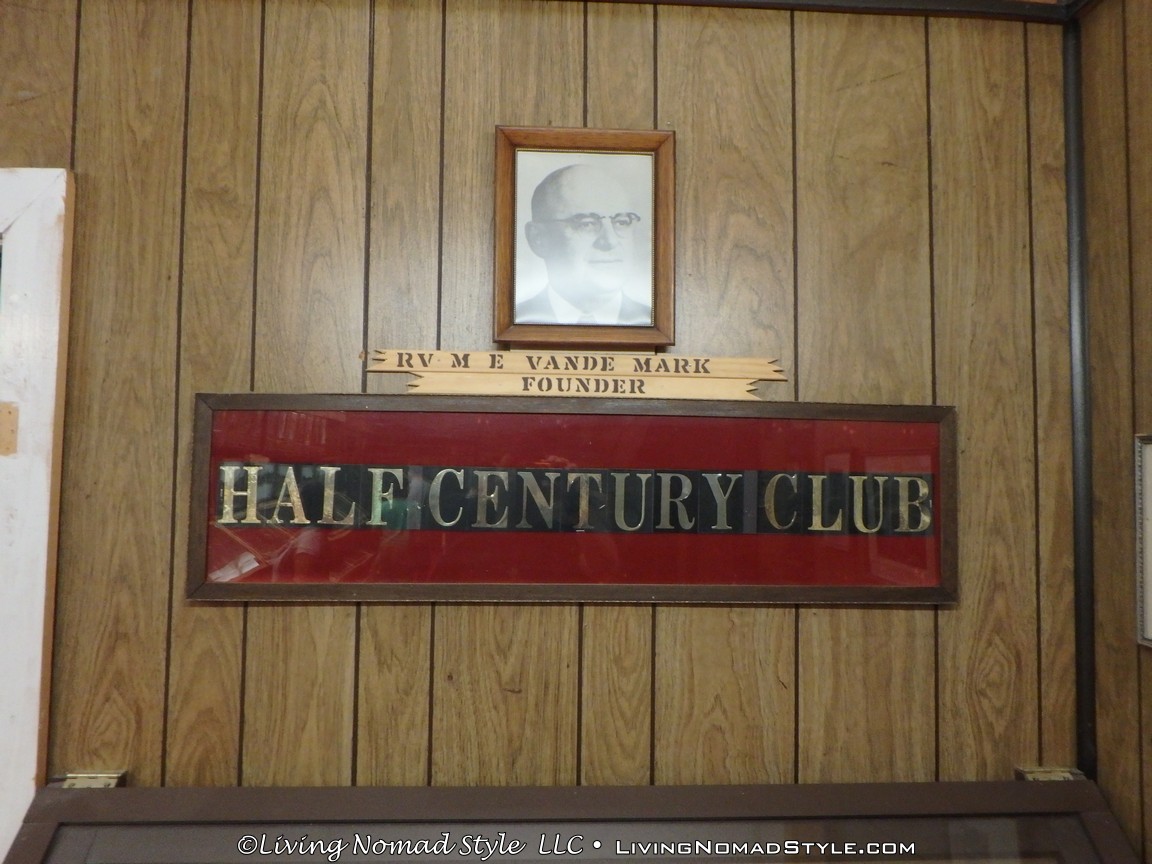 RV M E VANDE MARK
FOUNDER
HALF CENTURY CLUB
©Living Nomad Style LLC • LivingNomadStyle.com